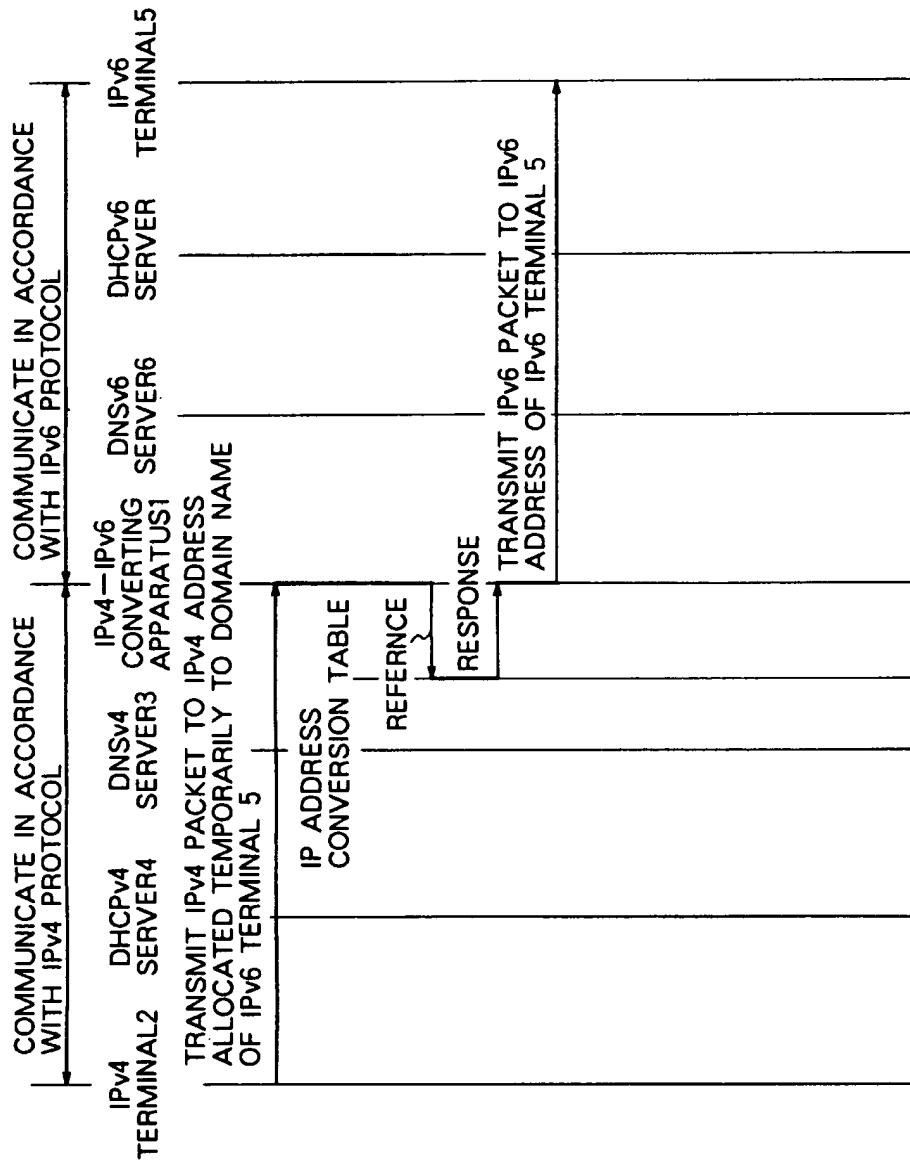 COMMUNICATE IN ACCORDANCE
WITH IPv4 PROTOCOL
COMMUNICATE IN ACCORDANCE
WITH IPv6 PROTOCOL
IPv4
TERMINAL2
DHCPv4
SERVER4
DNSv4
SERVER3
IPv4-IPv6
CONVERTING
APPARATUS1
DNSv6
SERVER6
DHCPv6
SERVER
IPv6
TERMINAL5
TRANSMIT IPv4 PACKET TO IPv4 ADDRESS
ALLOCATED TEMPORARILY TO DOMAIN NAME
OF IPv6 TERMINAL 5
IP ADDRESS
CONVERSION TABLE
REFERNCE
RESPONSE
TRANSMIT IPv6 PACKET TO IPv6
ADDRESS OF IPv6 TERMINAL 5